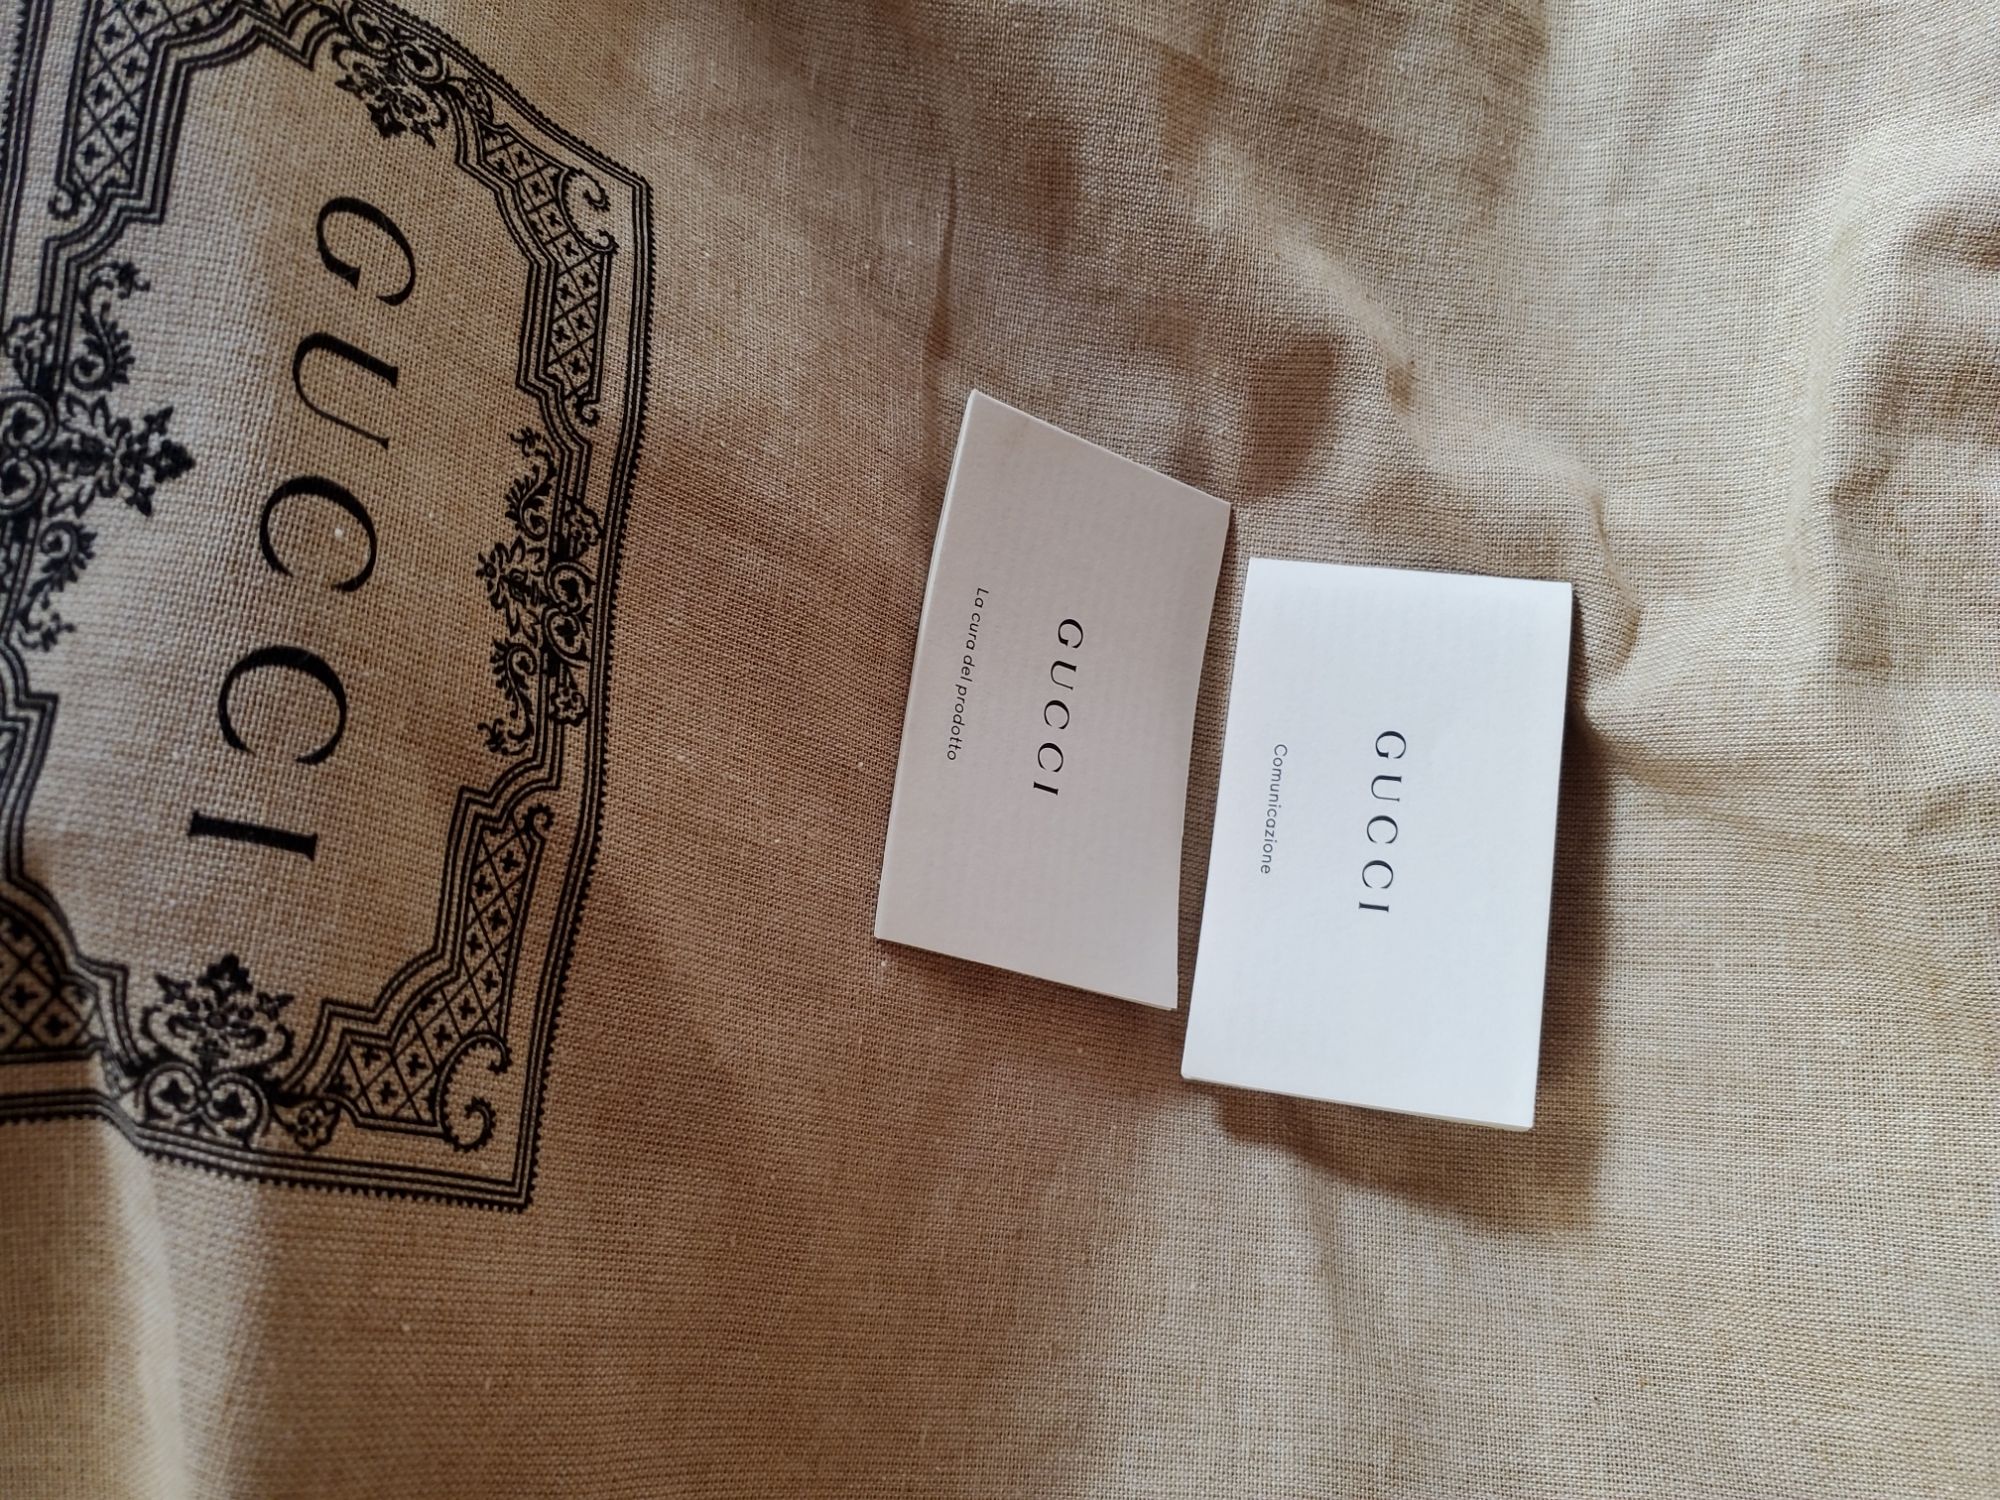 GUCCI
GUCCI
La cura del prodotto
GUCCI
Comunicazione